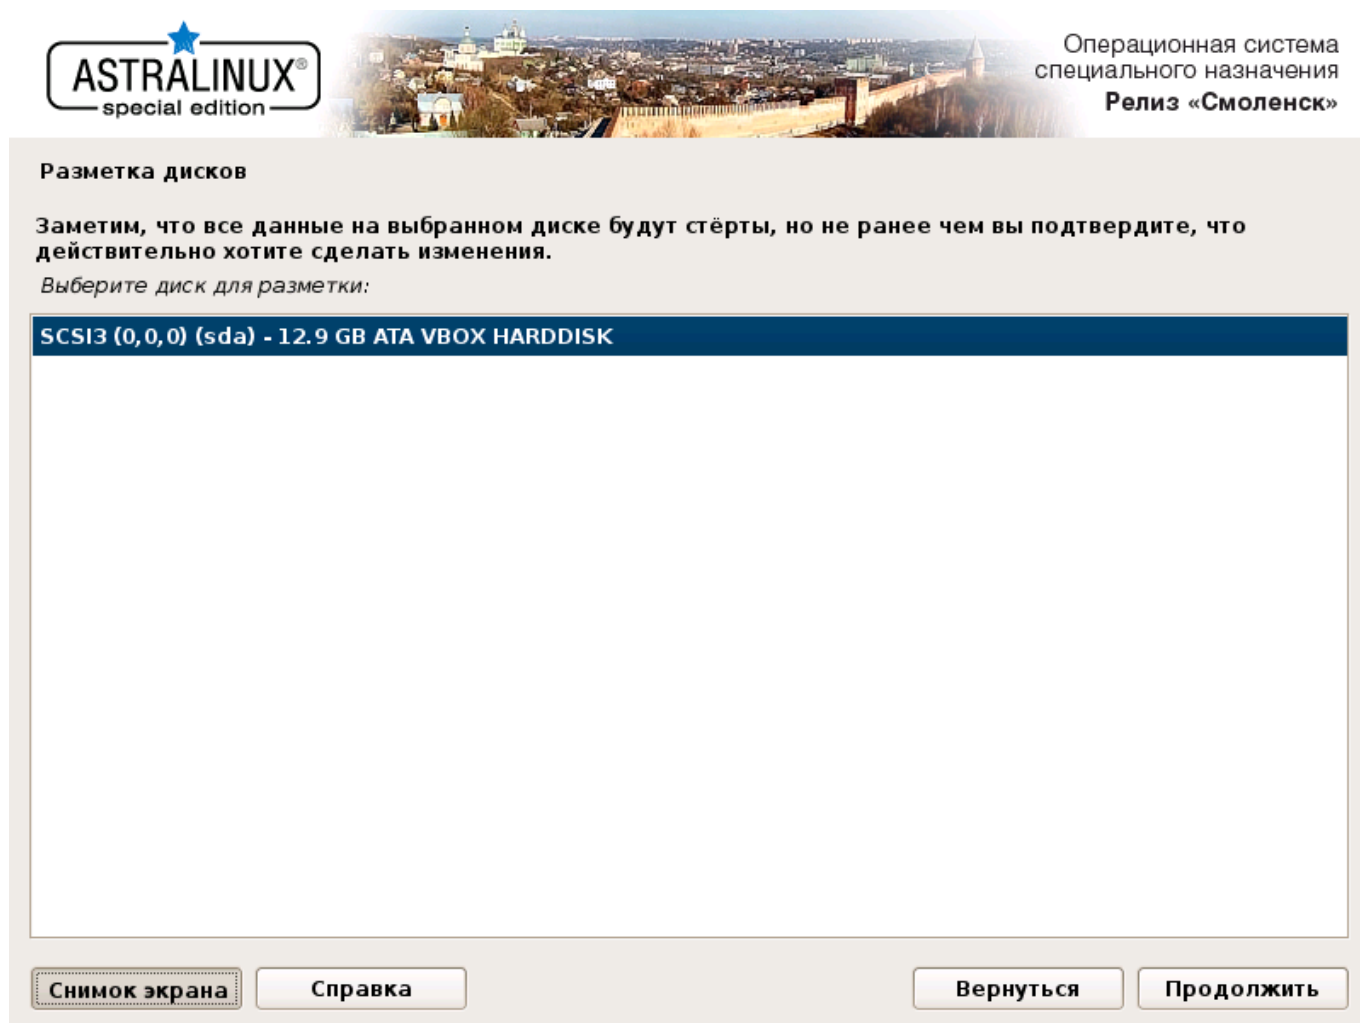 ASTRALINUX®
special edition
Операционная система
специального назначения
Релиз «Смоленск»
Разметка дисков
Заметим, что все данные на выбранном диске будут стёрты, но не ранее чем вы подтвердите, что
действительно хотите сделать изменения.
Выберите диск для разметки:
SCSI3 (0,0,0) (sda) - 12.9 GB ATA VBOX HARDDISK
Снимок экрана
Справка
Вернуться
Продолжить